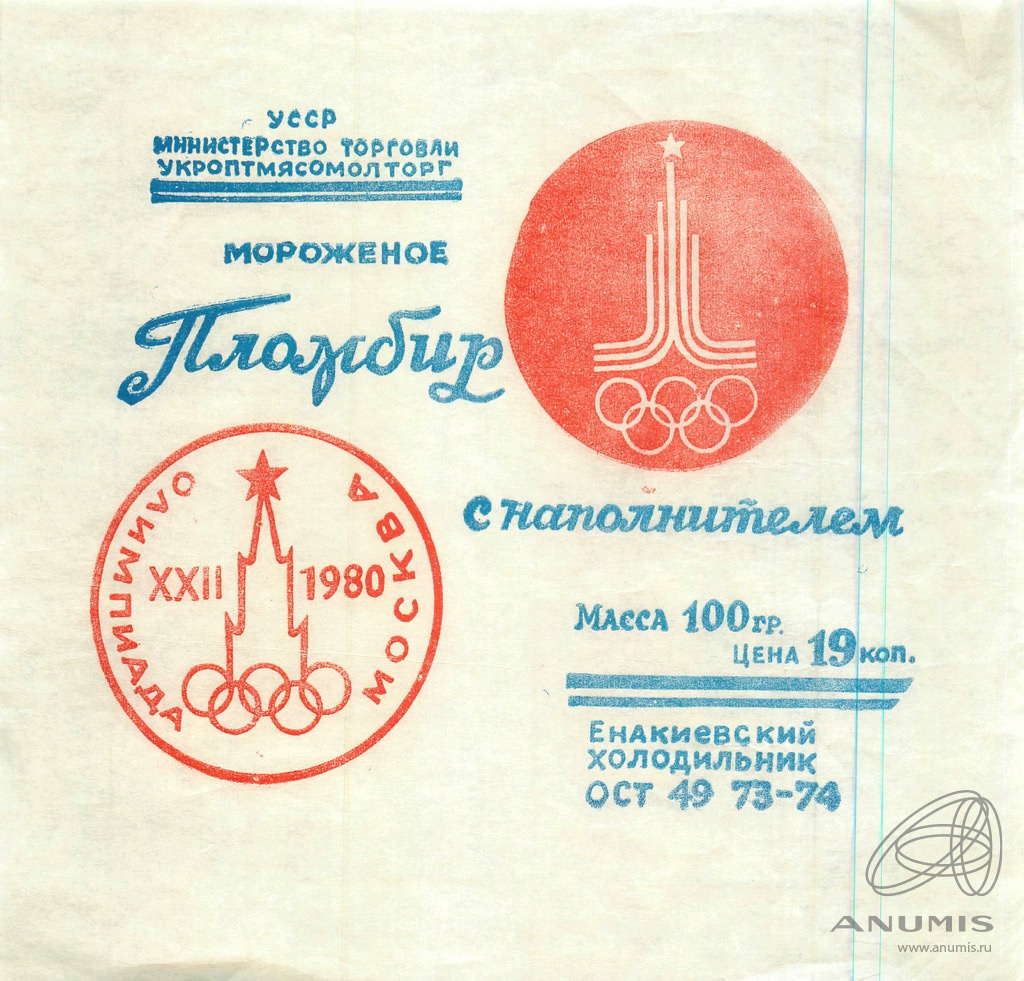 УССР
МИНИСТЕРСТВО ТОРГОВЛИ
УКРОПТМЯСОМОЛТОРГ
МОРОЖЕНОЕ
Пломбир
с наполнителем
ОЛИМПИАДА
XXII 1980
МОСКВА
МАССА 100 ГР.
ЦЕНА 19 КОП.
ЕНАКИЕВСКИЙ
ХОЛОДИЛЬНИК
ОСТ 49 73-74
ANUMIS
www.anumis.ru